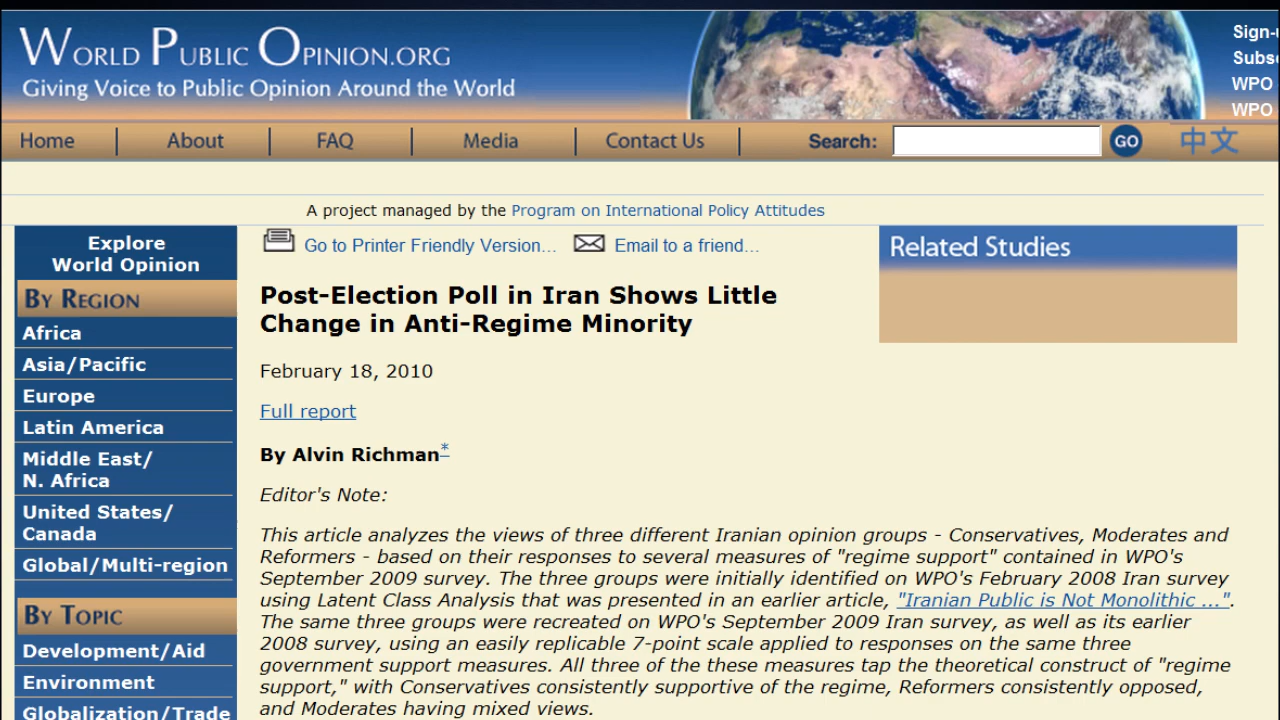 WORLD PUBLIC OPINION.ORG
Giving Voice to Public Opinion Around the World
Sign-
Subs
WPO
WPO
Home
About
FAQ
Media
Contact Us
Search:
GO
中文
A project managed by the Program on International Policy Attitudes
Explore
World Opinion
BY REGION
Africa
Asia/Pacific
Europe
Latin America
Middle East/
N. Africa
United States/
Canada
Global/Multi-region
BY TOPIC
Development/Aid
Environment
Globalization/Trade
Go to Printer Friendly Version...
Email to a friend...
Post-Election Poll in Iran Shows Little
Change in Anti-Regime Minority
February 18, 2010
Full report
By Alvin Richman*
Editor's Note:
This article analyzes the views of three different Iranian opinion groups - Conservatives, Moderates and
Reformers - based on their responses to several measures of "regime support" contained in WPO's
September 2009 survey. The three groups were initially identified on WPO's February 2008 Iran survey
using Latent Class Analysis that was presented in an earlier article, "Iranian Public is Not Monolithic ...".
The same three groups were recreated on WPO's September 2009 Iran survey, as well as its earlier
2008 survey, using an easily replicable 7-point scale applied to responses on the same three
government support measures. All three of the these measures tap the theoretical construct of "regime
support," with Conservatives consistently supportive of the regime, Reformers consistently opposed,
and Moderates having mixed views.
Related Studies